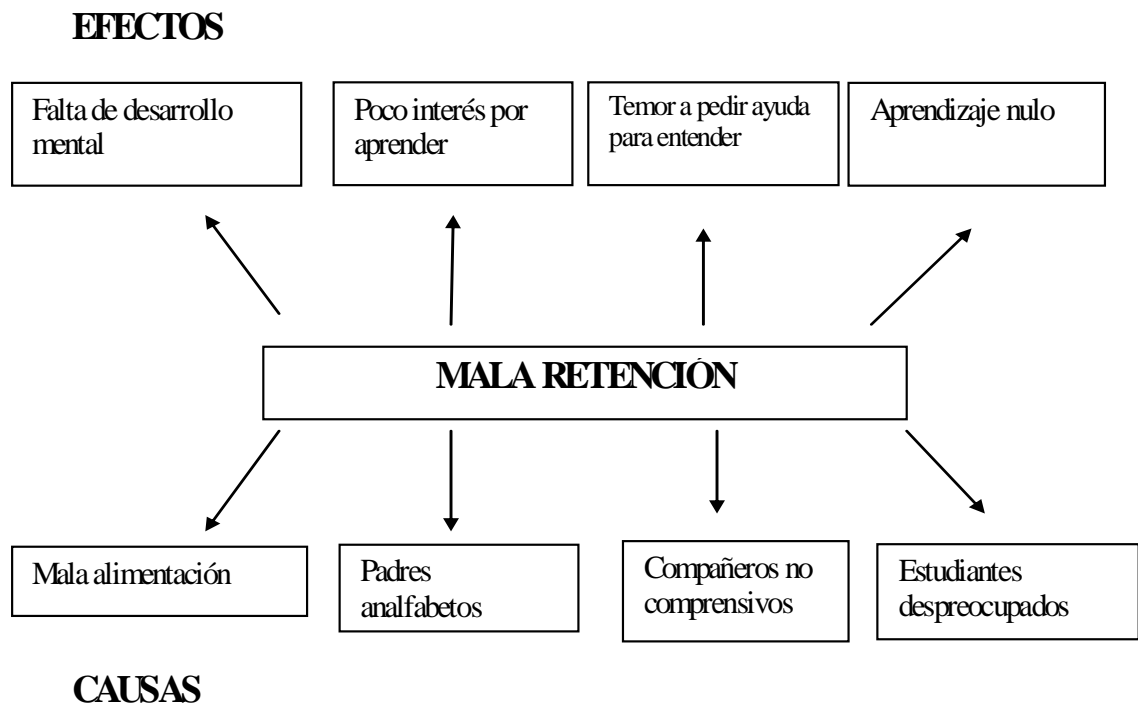 EFECTOS
Falta de desarrollo
mental
Poco interés por
aprender
Temor a pedir ayuda
para entender
Aprendizaje nulo
MALA RETENCIÓN
Mala alimentación
Padres
analfabetos
Compañeros no
comprensivos
Estudiantes
despreocupados
CAUSAS